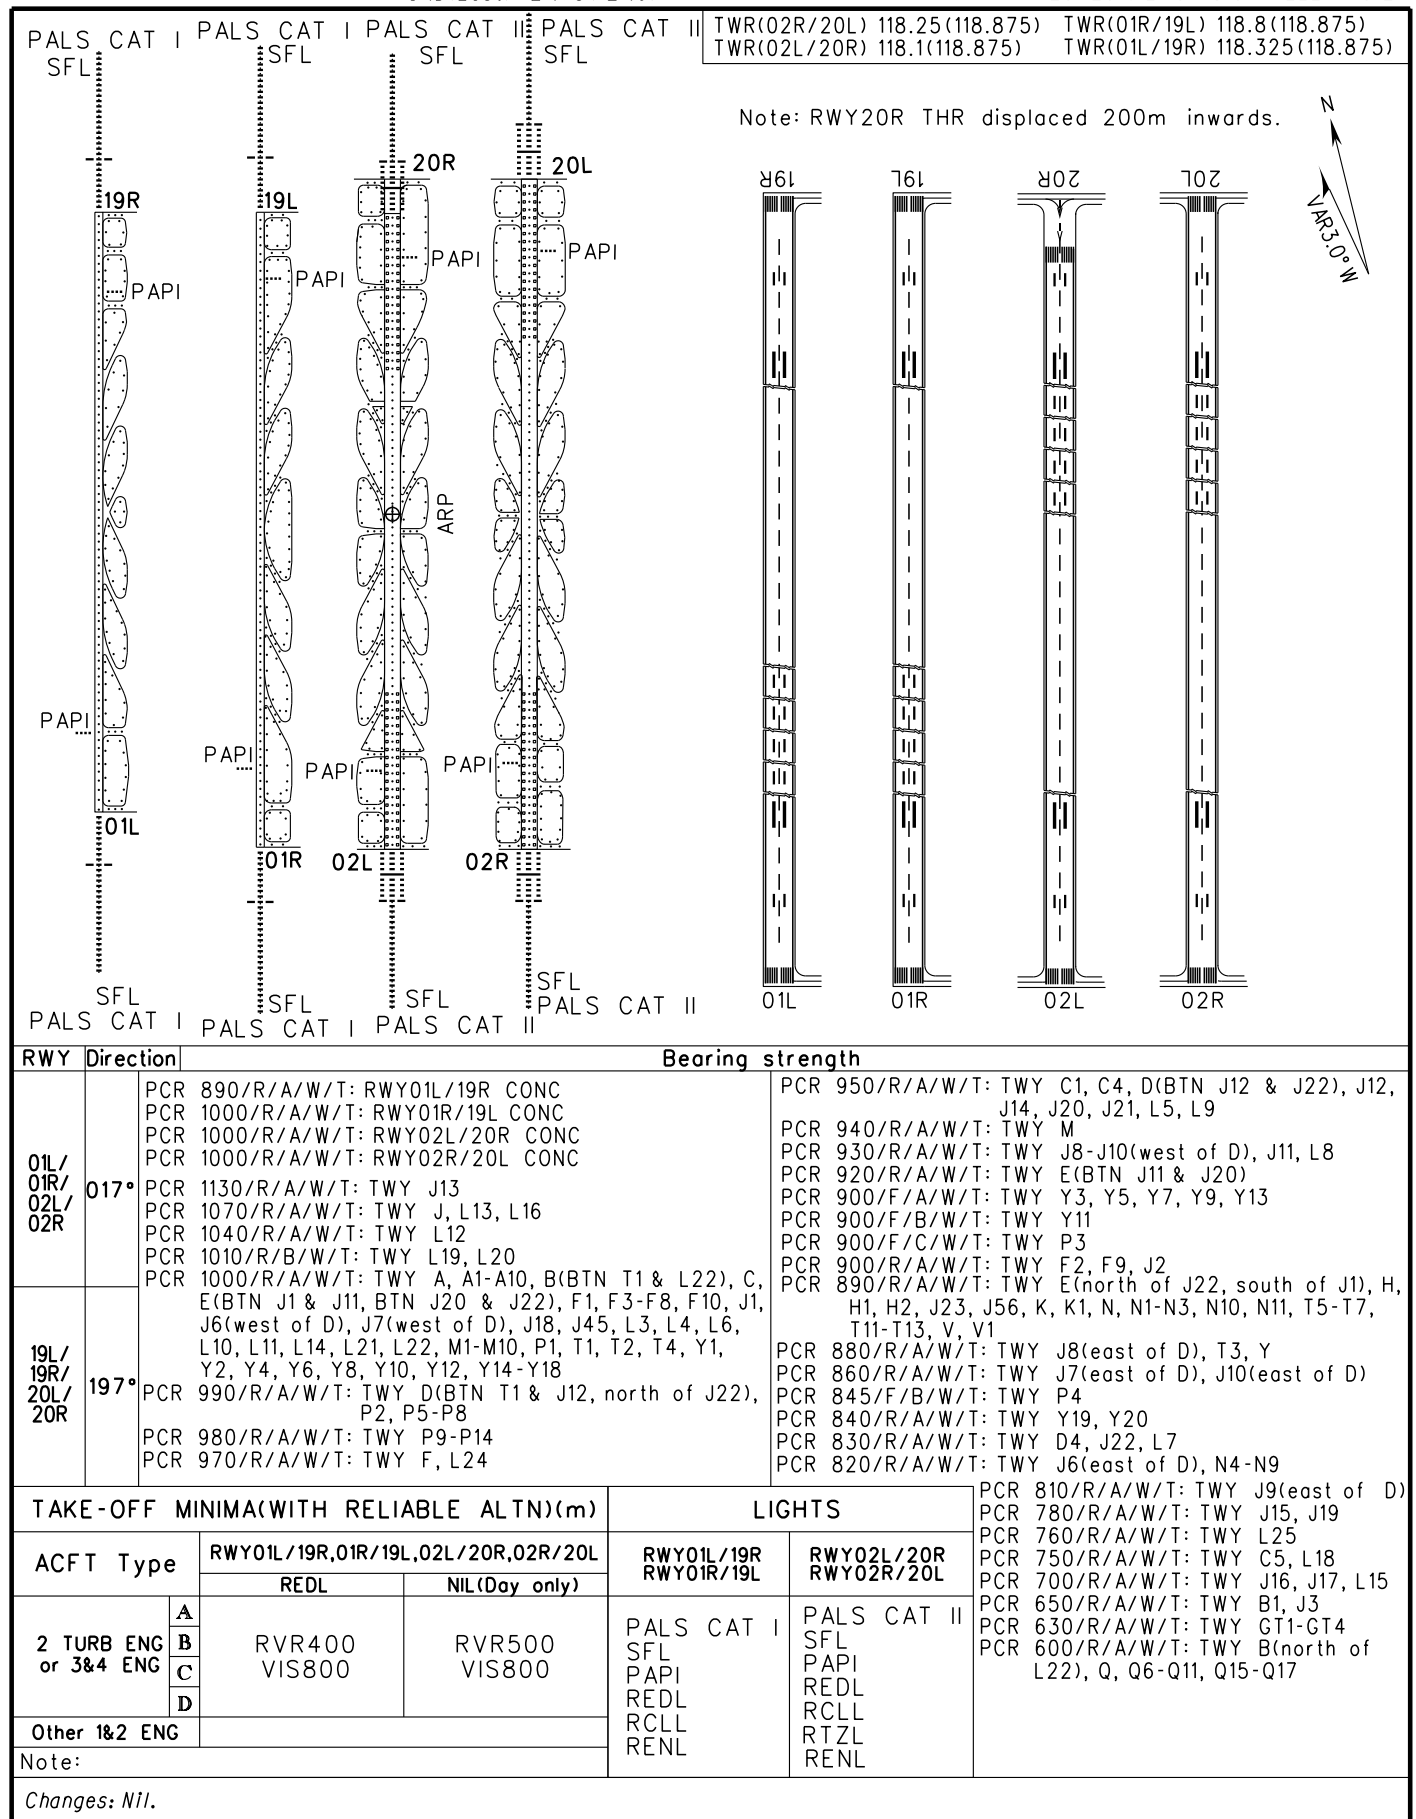 PALS CAT I PALS CAT I PALS CAT II PALS CAT II
SFL SFL SFL SFL
TWR(02R/20L) 118.25(118.875) TWR(01R/19L) 118.8(118.875)
TWR(02L/20R) 118.1(118.875) TWR(01L/19R) 118.325(118.875)
Note: RWY20R THR displaced 200m inwards.
N
VAR3.0° W
20R 20L
19R 19L
19R 19L 20R 20L
PAPI PAPI PAPI PAPI
ARP
PAPI PAPI PAPI PAPI
01L 01R 02L 02R
01L 01R 02L 02R
SFL SFL SFL SFL
PALS CAT I PALS CAT I PALS CAT II PALS CAT II
RWY Direction Bearing strength
01L/
01R/
02L/
02R
017°
19L/
19R/
20L/
20R
197°
PCR 890/R/A/W/T: RWY01L/19R CONC
PCR 1000/R/A/W/T: RWY01R/19L CONC
PCR 1000/R/A/W/T: RWY02L/20R CONC
PCR 1000/R/A/W/T: RWY02R/20L CONC
PCR 1130/R/A/W/T: TWY J13
PCR 1070/R/A/W/T: TWY J, L13, L16
PCR 1040/R/A/W/T: TWY L12
PCR 1010/R/B/W/T: TWY L19, L20
PCR 1000/R/A/W/T: TWY A, A1-A10, B(BTN T1 & L22), C,
E(BTN J1 & J11, BTN J20 & J22), F1, F3-F8, F10, J1,
J6(west of D), J7(west of D), J18, J45, L3, L4, L6,
L10, L11, L14, L21, L22, M1-M10, P1, T1, T2, T4, Y1,
Y2, Y4, Y6, Y8, Y10, Y12, Y14-Y18
PCR 990/R/A/W/T: TWY D(BTN T1 & J12, north of J22),
P2, P5-P8
PCR 980/R/A/W/T: TWY P9-P14
PCR 970/R/A/W/T: TWY F, L24
PCR 950/R/A/W/T: TWY C1, C4, D(BTN J12 & J22), J12,
J14, J20, J21, L5, L9
PCR 940/R/A/W/T: TWY M
PCR 930/R/A/W/T: TWY J8-J10(west of D), J11, L8
PCR 920/R/A/W/T: TWY E(BTN J11 & J20)
PCR 900/F/A/W/T: TWY Y3, Y5, Y7, Y9, Y13
PCR 900/F/B/W/T: TWY Y11
PCR 900/F/C/W/T: TWY P3
PCR 900/R/A/W/T: TWY F2, F9, J2
PCR 890/R/A/W/T: TWY E(north of J22, south of J1), H,
H1, H2, J23, J56, K, K1, N, N1-N3, N10, N11, T5-T7,
T11-T13, V, V1
PCR 880/R/A/W/T: TWY J8(east of D), T3, Y
PCR 860/R/A/W/T: TWY J7(east of D), J10(east of D)
PCR 845/F/B/W/T: TWY P4
PCR 840/R/A/W/T: TWY Y19, Y20
PCR 830/R/A/W/T: TWY D4, J22, L7
PCR 820/R/A/W/T: TWY J6(east of D), N4-N9
PCR 810/R/A/W/T: TWY J9(east of D)
PCR 780/R/A/W/T: TWY J15, J19
PCR 760/R/A/W/T: TWY L25
PCR 750/R/A/W/T: TWY C5, L18
PCR 700/R/A/W/T: TWY J16, J17, L15
PCR 650/R/A/W/T: TWY B1, J3
PCR 630/R/A/W/T: TWY GT1-GT4
PCR 600/R/A/W/T: TWY B(north of
L22), Q, Q6-Q11, Q15-Q17
TAKE-OFF MINIMA(WITH RELIABLE ALTN)(m)
ACFT Type RWY01L/19R,01R/19L,02L/20R,02R/20L
REDL NIL(Day only)
2 TURB ENG
or 3&4 ENG
A
B
C
D
RVR400 RVR500
VIS800 VIS800
Other 1&2 ENG
Note:
LIGHTS
RWY01L/19R
RWY01R/19L
RWY02L/20R
RWY02R/20L
PALS CAT I
SFL
PAPI
REDL
RCLL
RENL
PALS CAT II
SFL
PAPI
REDL
RCLL
RTZL
RENL
Changes: Nil.